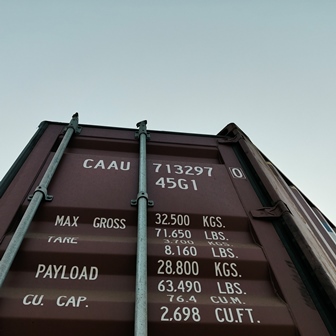 CAAU 713297 0
45G1
MAX GROSS 32.500 KGS.
71.650 LBS.
TARE 3.700 KGS.
8.160 LBS.
PAYLOAD 28.800 KGS.
63.490 LBS.
CU. CAP. 76.4 CU.M.
2.698 CU.FT.